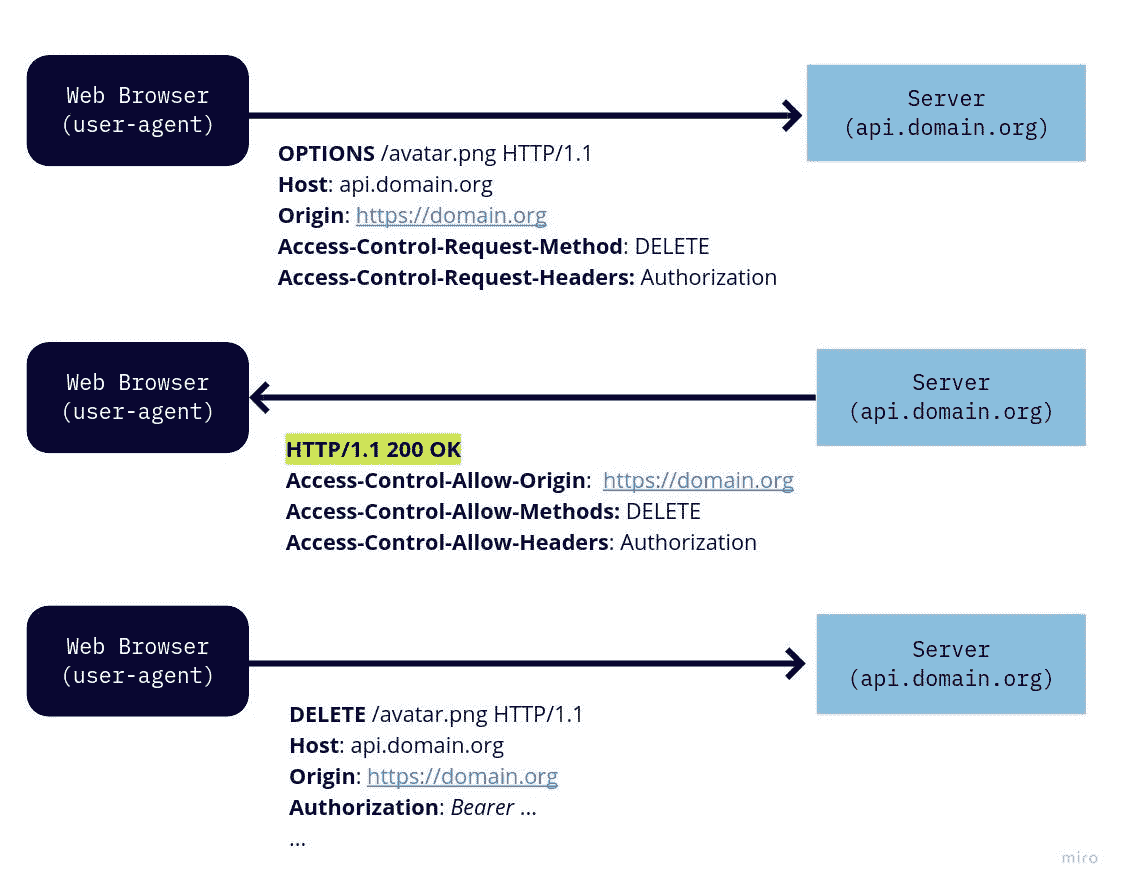 Web Browser
(user-agent)
Server
(api.domain.org)
OPTIONS /avatar.png HTTP/1.1
Host: api.domain.org
Origin: https://domain.org
Access-Control-Request-Method: DELETE
Access-Control-Request-Headers: Authorization
Web Browser
(user-agent)
Server
(api.domain.org)
HTTP/1.1 200 OK
Access-Control-Allow-Origin:  https://domain.org
Access-Control-Allow-Methods: DELETE
Access-Control-Allow-Headers: Authorization
Web Browser
(user-agent)
Server
(api.domain.org)
DELETE /avatar.png HTTP/1.1
Host: api.domain.org
Origin: https://domain.org
Authorization: Bearer ...
...
miro